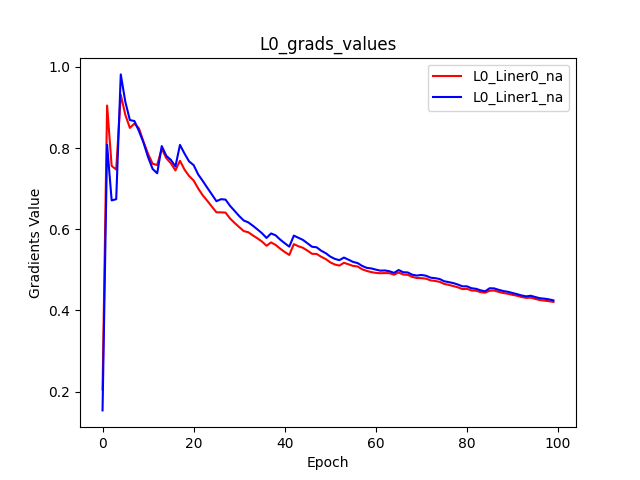 L0_grads_values
L0_Liner0_na
L0_Liner1_na
Gradients Value
1.0
0.8
0.6
0.4
0.2
0 20 40 60 80 100
Epoch